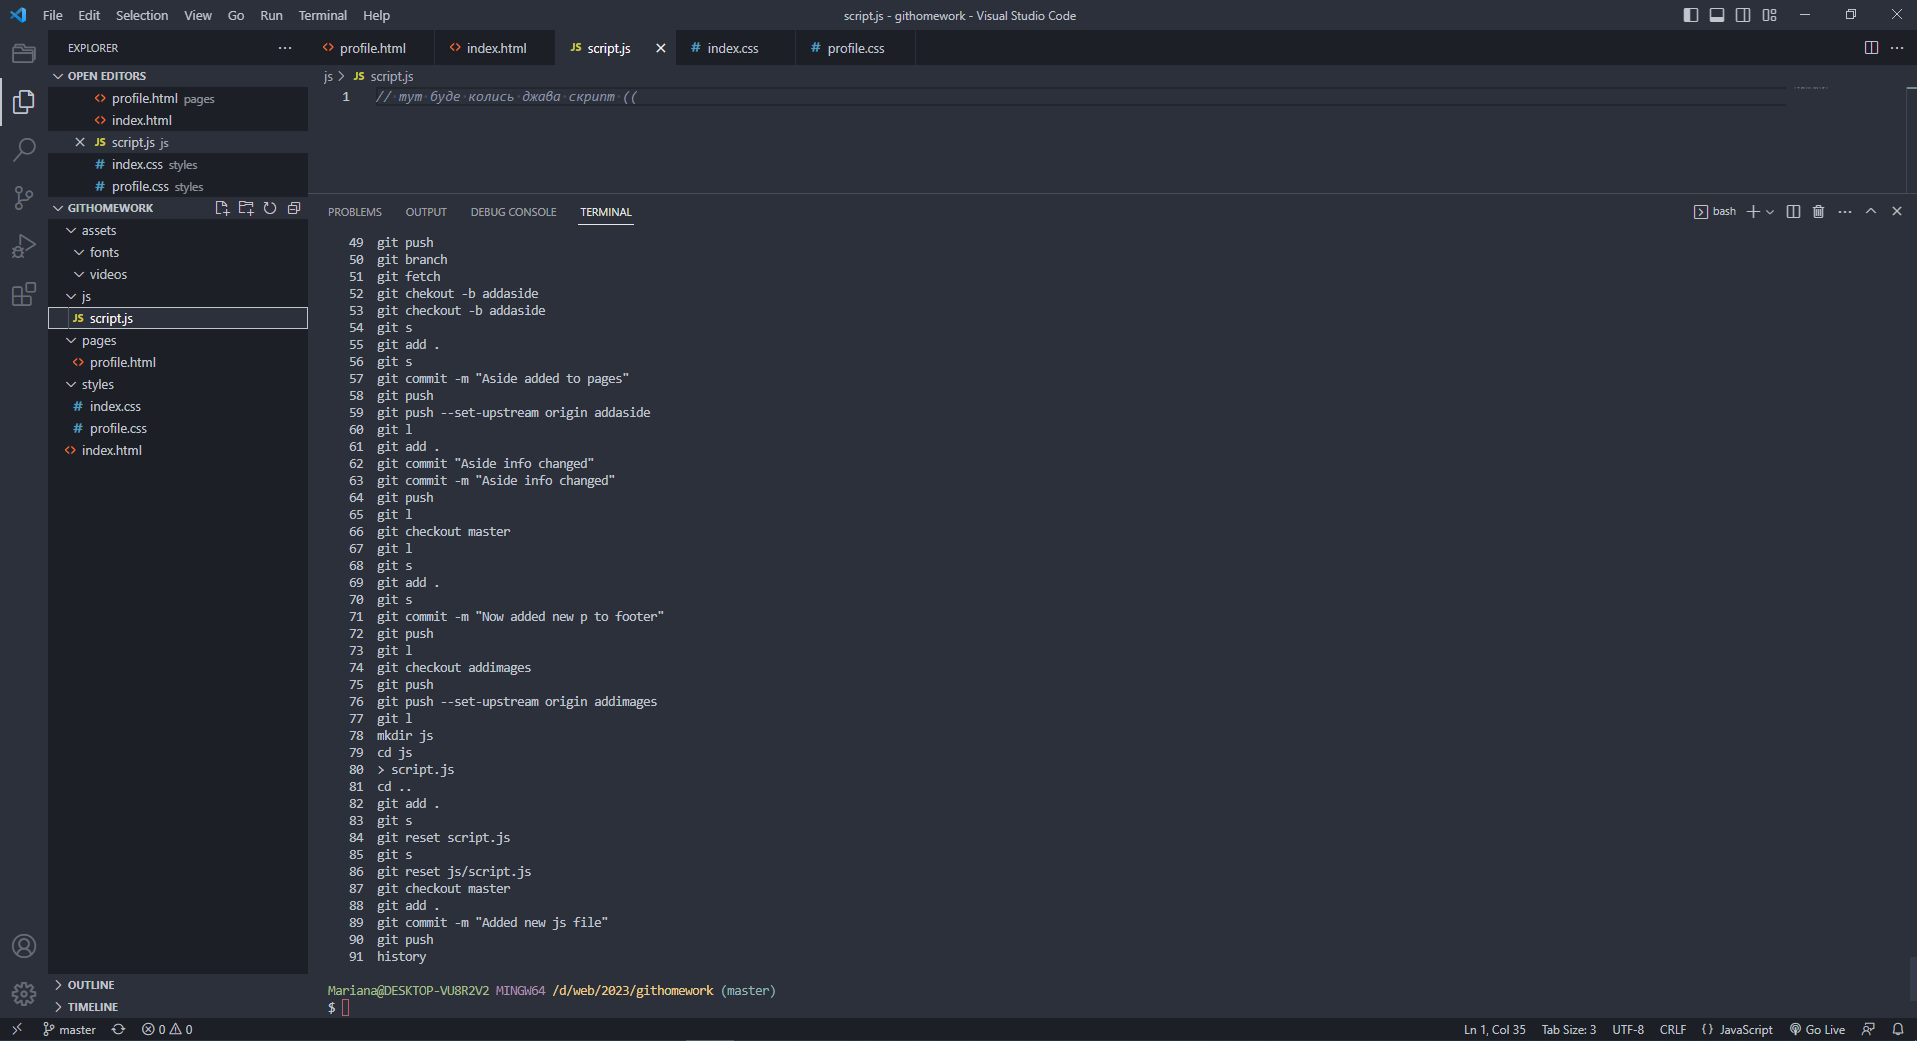 File Edit Selection View Go Run Terminal Help
script.js - githomework - Visual Studio Code
EXPLORER
OPEN EDITORS
profile.html pages
index.html
script.js js
index.css styles
profile.css styles
GITHOMEWORK
assets
fonts
videos
js
script.js
pages
profile.html
styles
index.css
profile.css
index.html
OUTLINE
TIMELINE
profile.html index.html JS script.js index.css profile.css
js > JS script.js
1 // тут буде колись джава скрипт ((
PROBLEMS OUTPUT DEBUG CONSOLE TERMINAL
bash
49 git push
50 git branch
51 git fetch
52 git chekout -b addaside
53 git checkout -b addaside
54 git s
55 git add .
56 git s
57 git commit -m "Aside added to pages"
58 git push
59 git push --set-upstream origin addaside
60 git l
61 git add .
62 git commit "Aside info changed"
63 git commit -m "Aside info changed"
64 git push
65 git l
66 git checkout master
67 git l
68 git s
69 git add .
70 git s
71 git commit -m "Now added new p to footer"
72 git push
73 git l
74 git checkout addimages
75 git push
76 git push --set-upstream origin addimages
77 git l
78 mkdir js
79 cd js
80 > script.js
81 cd ..
82 git add .
83 git s
84 git reset script.js
85 git s
86 git reset js/script.js
87 git checkout master
88 git add .
89 git commit -m "Added new js file"
90 git push
91 history
Mariana@DESKTOP-VU8R2V2 MINGW64 /d/web/2023/githomework (master)
$
master 0 0
Ln 1, Col 35 Tab Size: 3 UTF-8 CRLF {} JavaScript Go Live